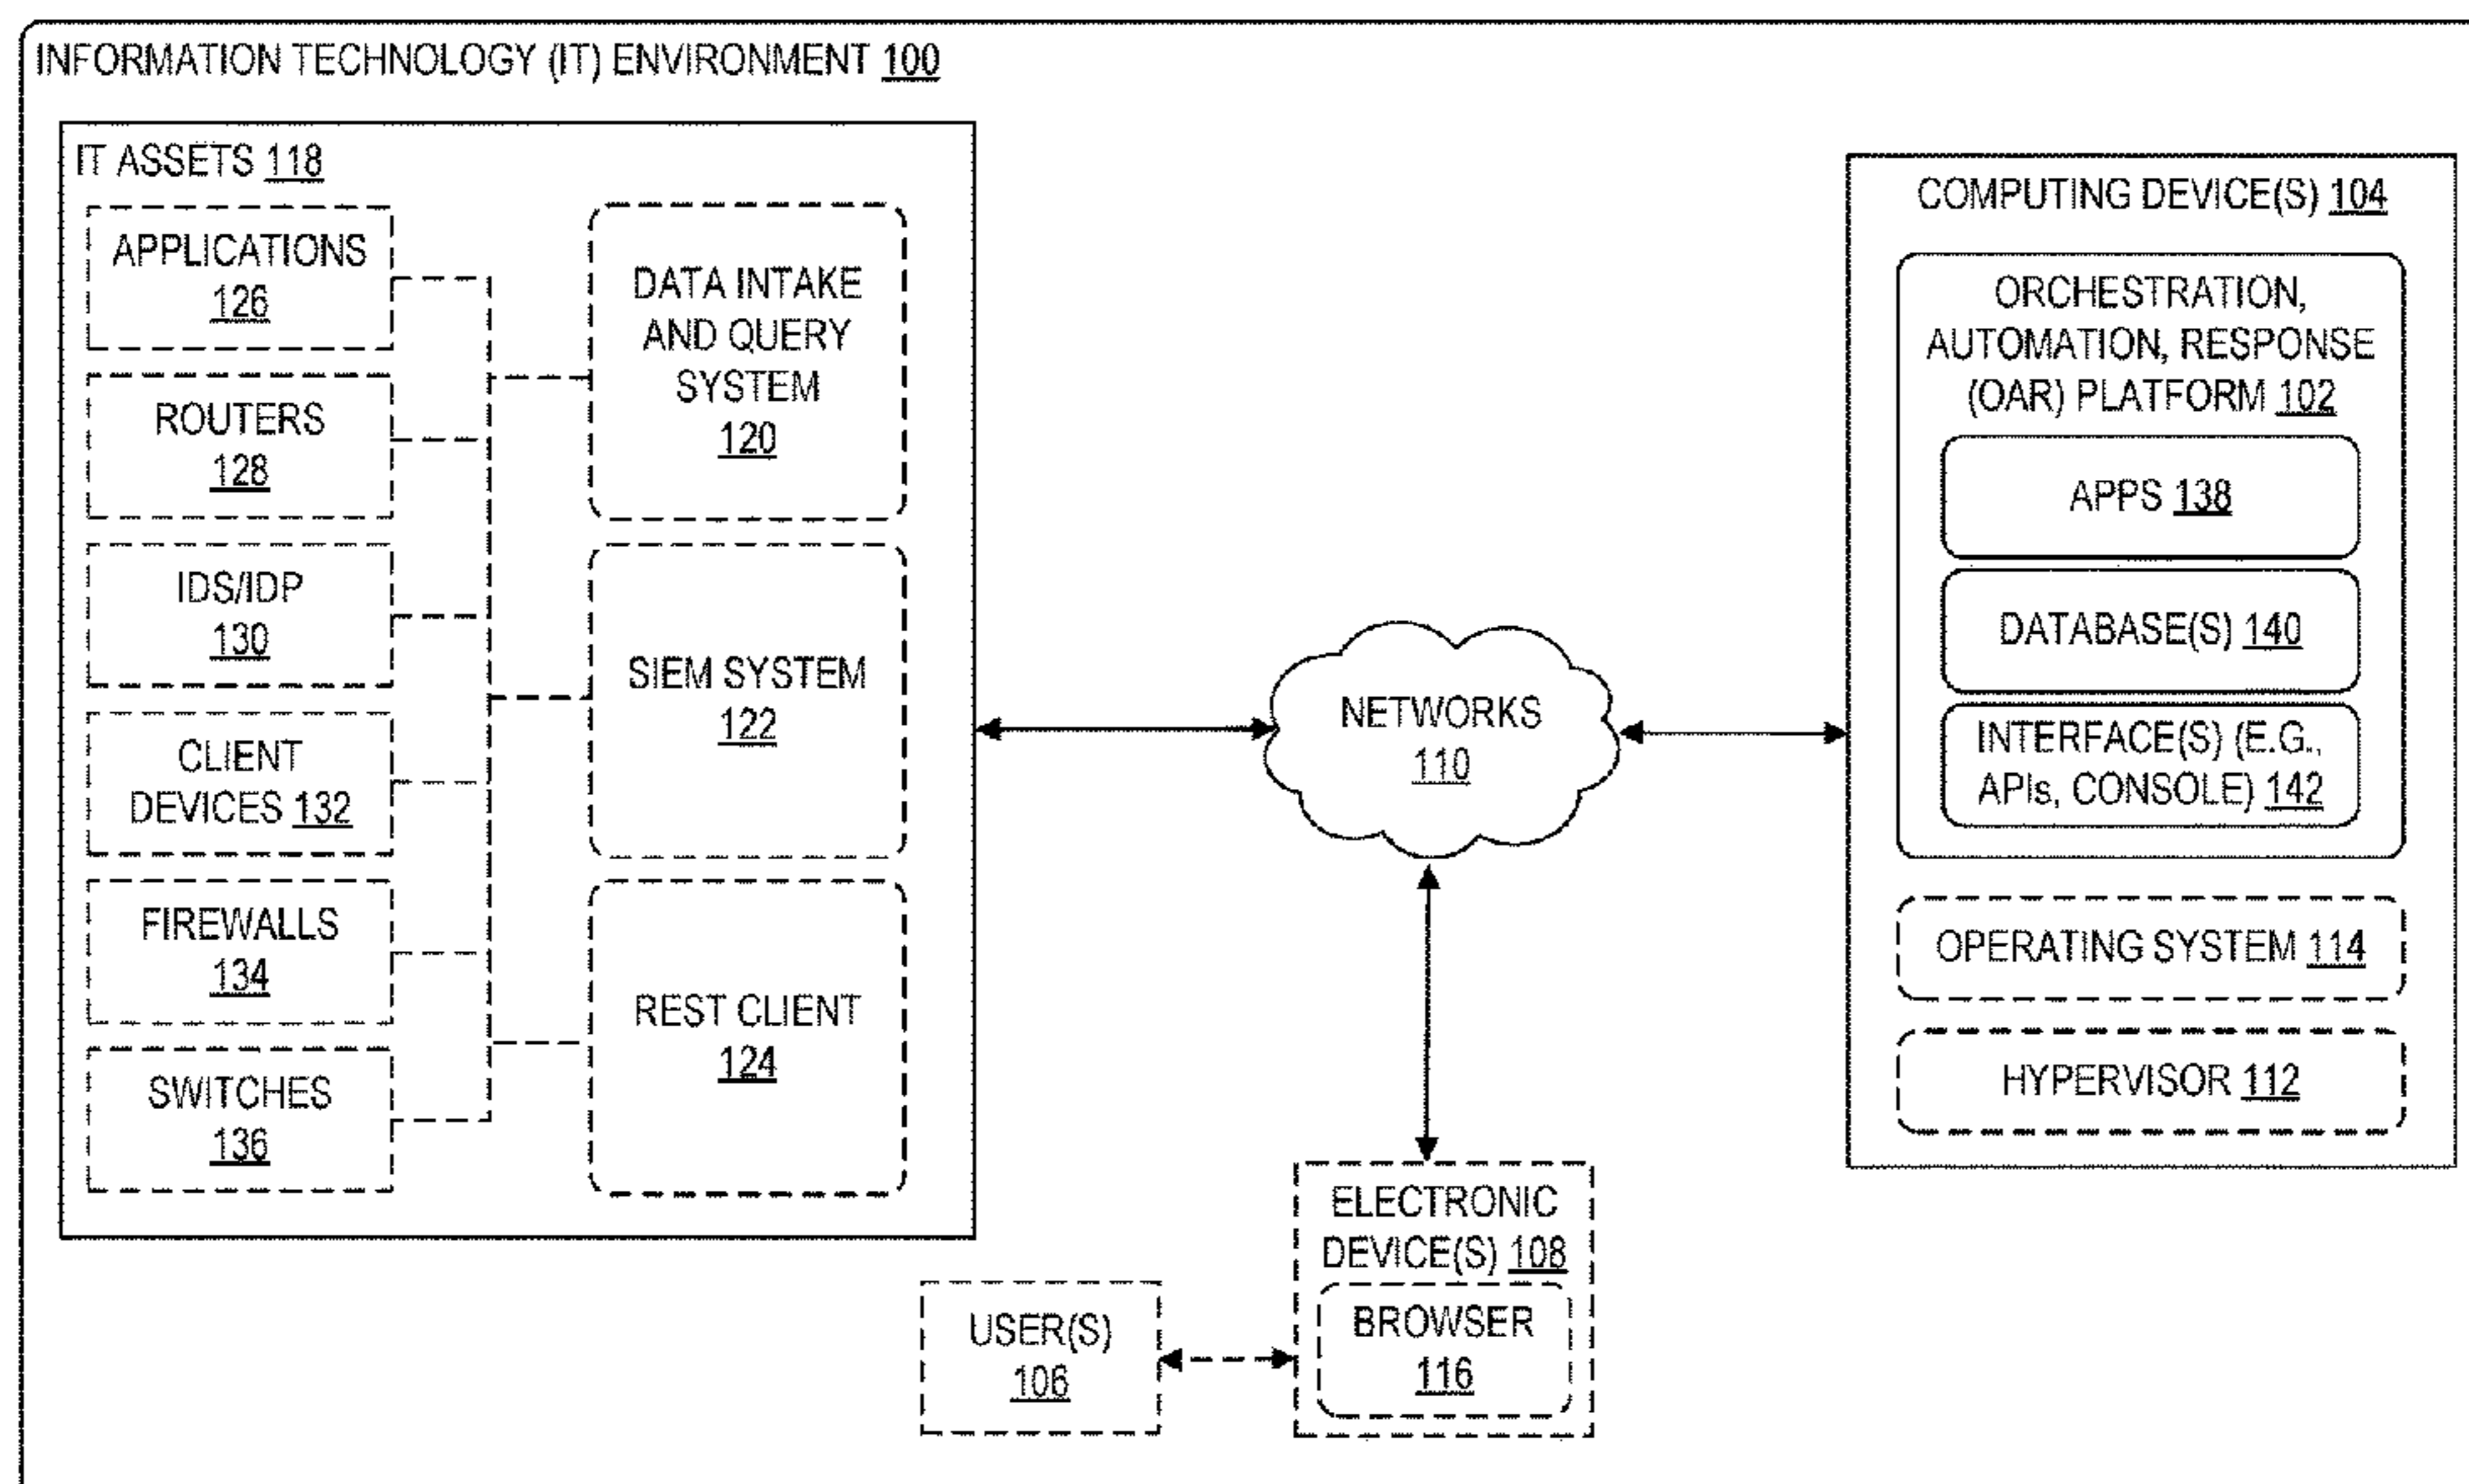 INFORMATION TECHNOLOGY (IT) ENVIRONMENT 100
IT ASSETS 118
APPLICATIONS
126
ROUTERS
128
IDS/IDP
130
CLIENT
DEVICES 132
FIREWALLS
134
SWITCHES
136
DATA INTAKE
AND QUERY
SYSTEM
120
SIEM SYSTEM
122
REST CLIENT
124
NETWORKS
110
USER(S)
106
ELECTRONIC
DEVICE(S) 108
BROWSER
116
COMPUTING DEVICE(S) 104
ORCHESTRATION,
AUTOMATION, RESPONSE
(OAR) PLATFORM 102
APPS 138
DATABASE(S) 140
INTERFACE(S) (E.G.,
APIs, CONSOLE) 142
OPERATING SYSTEM 114
HYPERVISOR 112